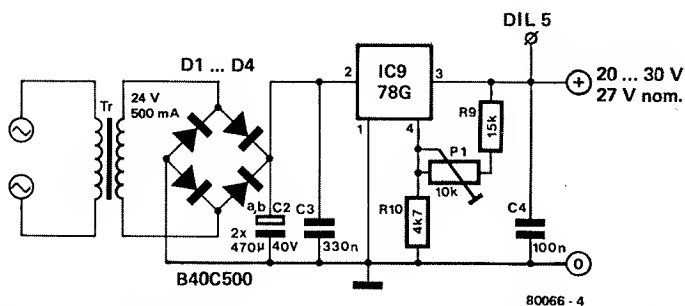 DIL 5
D1 ... D4
IC9
78G
2
3
1
4
20 ... 30 V
27 V nom.
Tr
24 V
500 mA
R9
15k
P1
10k
a,b
C2
2x
470µ
40V
C3
330n
R10
4k7
C4
100n
B40C500
0
80066 - 4
+